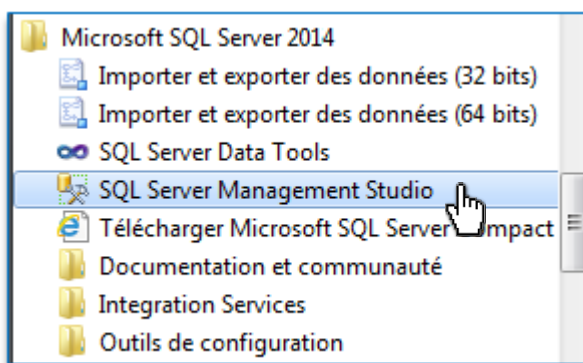 Microsoft SQL Server 2014
Importer et exporter des données (32 bits)
Importer et exporter des données (64 bits)
SQL Server Data Tools
SQL Server Management Studio
Télécharger Microsoft SQL Server
Documentation et communauté
Integration Services
Outils de configuration